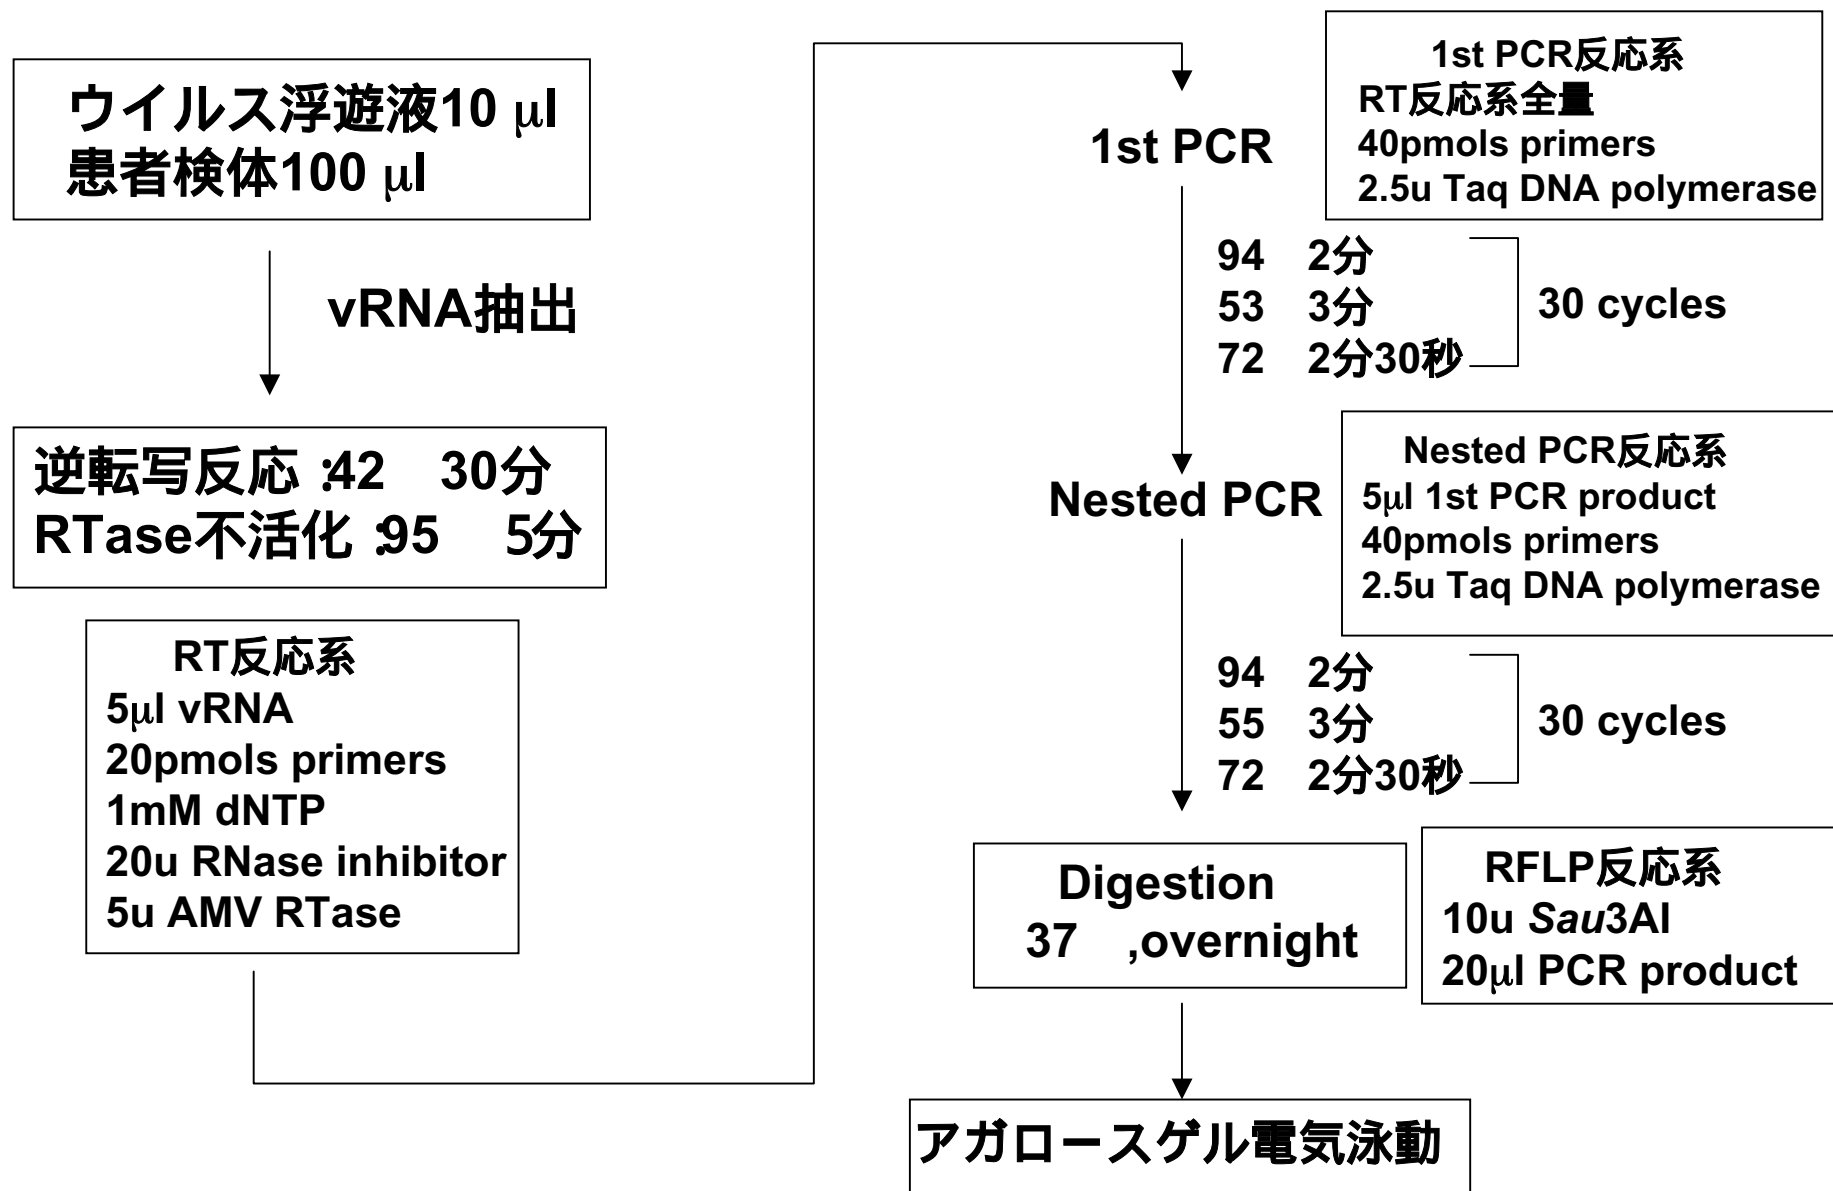 ウイルス浮遊液10 μl
患者検体100 μl
vRNA抽出
逆転写反応:42　30分
RTase不活化:95　5分
RT反応系
5μl vRNA
20pmols primers
1mM dNTP
20u RNase inhibitor
5u AMV RTase
1st PCR
1st PCR反応系
RT反応系全量
40pmols primers
2.5u Taq DNA polymerase
94　2分
53　3分
72　2分30秒
30 cycles
Nested PCR
Nested PCR反応系
5μl 1st PCR product
40pmols primers
2.5u Taq DNA polymerase
94　2分
55　3分
72　2分30秒
30 cycles
Digestion
37　,overnight
RFLP反応系
10u Sau3AI
20μl PCR product
アガロースゲル電気泳動